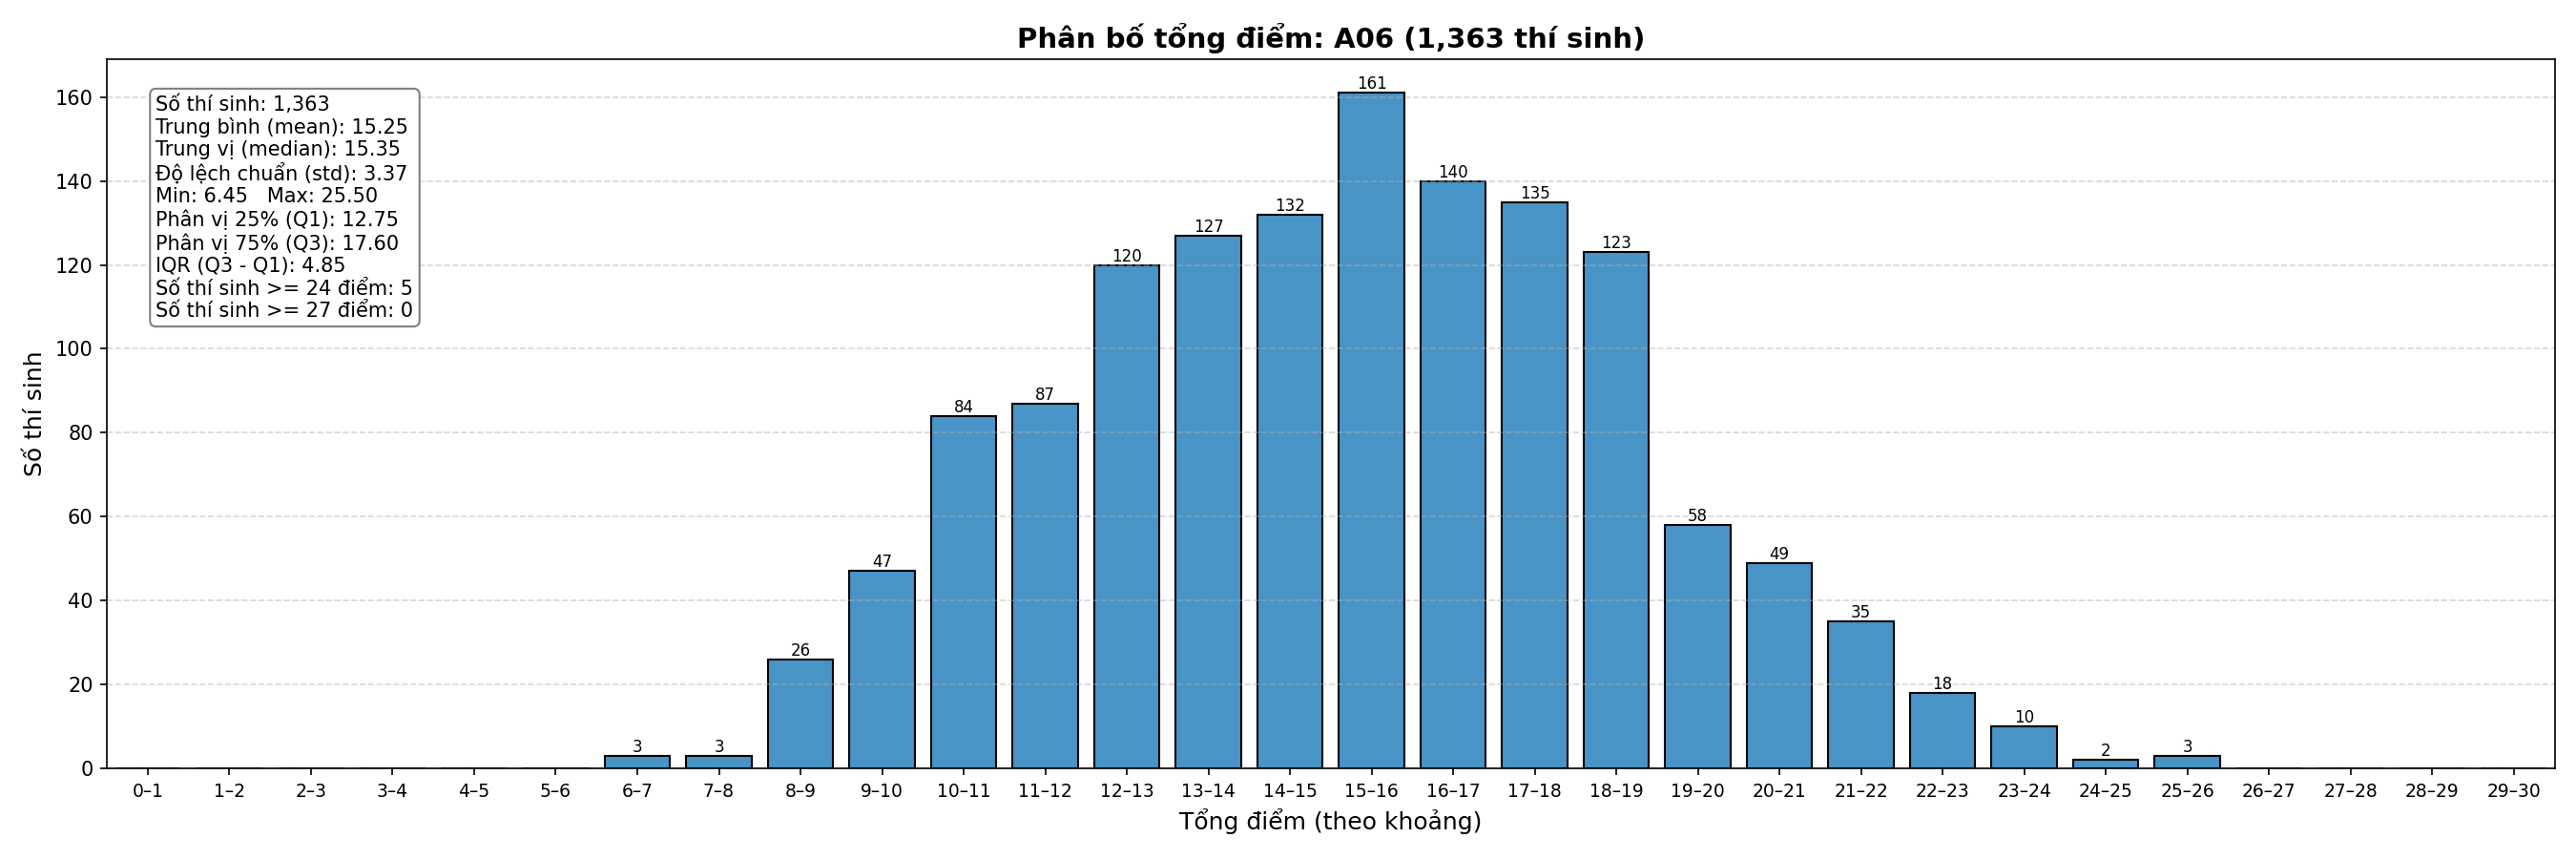 Phân bố tổng điểm: A06 (1,363 thí sinh)
Số thí sinh: 1,363
Trung bình (mean): 15.25
Trung vị (median): 15.35
Độ lệch chuẩn (std): 3.37
Min: 6.45   Max: 25.50
Phân vị 25% (Q1): 12.75
Phân vị 75% (Q3): 17.60
IQR (Q3 - Q1): 4.85
Số thí sinh >= 24 điểm: 5
Số thí sinh >= 27 điểm: 0
Số thí sinh
160
140
120
100
80
60
40
20
0
3
3
26
47
84
87
120
127
132
161
140
135
123
58
49
35
18
10
2
3
0–1 1–2 2–3 3–4 4–5 5–6 6–7 7–8 8–9 9–10 10–11 11–12 12–13 13–14 14–15 15–16 16–17 17–18 18–19 19–20 20–21 21–22 22–23 23–24 24–25 25–26 26–27 27–28 28–29 29–30
Tổng điểm (theo khoảng)